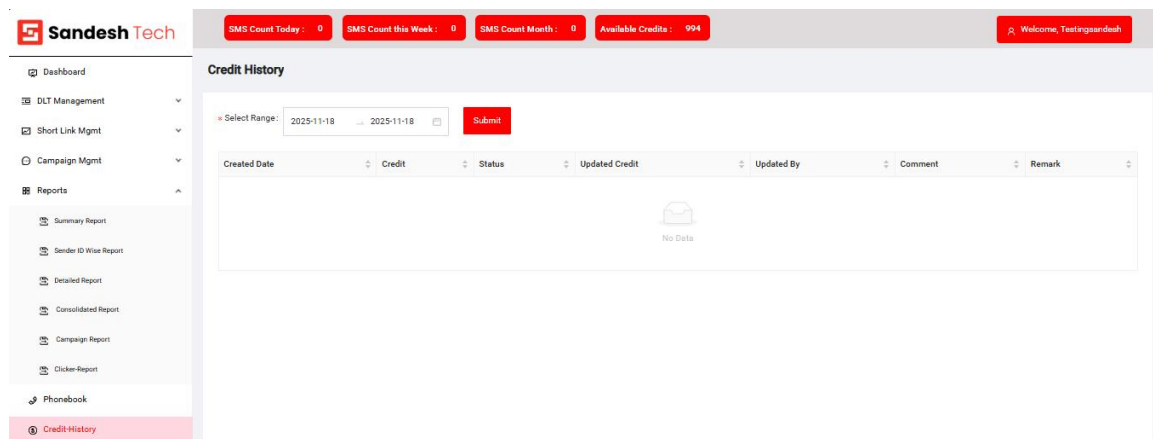 Sandesh Tech
SMS Count Today : 0 SMS Count this Week : 0 SMS Count Month : 0 Available Credits : 994 Welcome, Testingsandesh
Dashboard
DLT Management
Short Link Mgmt
Campaign Mgmt
Reports
Summary Report
Sender ID Wise Report
Detailed Report
Consolidated Report
Campaign Report
Clicker-Report
Phonebook
Credit-History
Credit History
* Select Range: 2025-11-18 → 2025-11-18 Submit
Created Date Credit Status Updated Credit Updated By Comment Remark
No Data